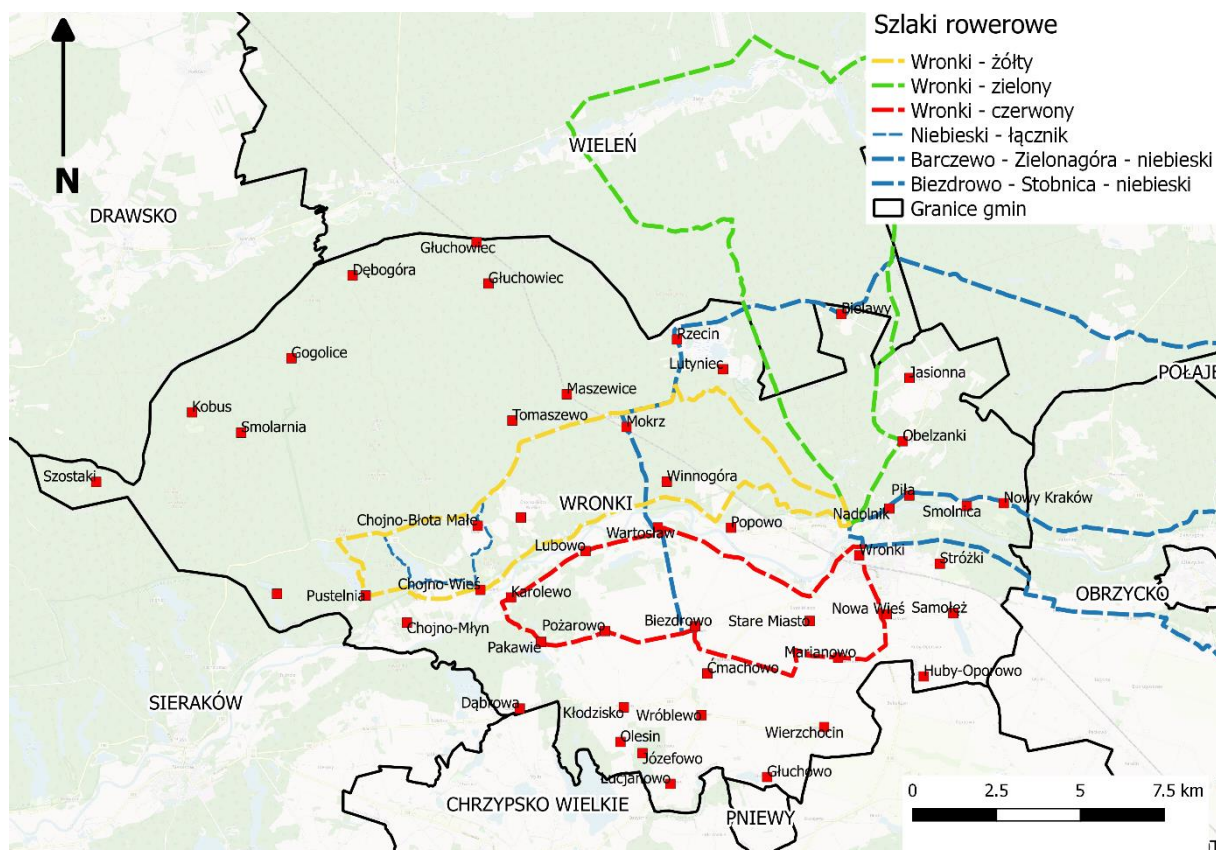 Szlaki rowerowe
Wronki - żółty
Wronki - zielony
Wronki - czerwony
Niebieski - łącznik
Barczewo - Zielonagóra - niebieski
Biezdrowo - Stobnica - niebieski
Granice gmin
N
WIELEŃ
DRAWSKO
Głuchowiec
Dębogóra
Głuchowiec
Bielawy
Rzecin
Gogolice
Lutyniec
Jasionna
POŁAJE
Maszewice
Kobus
Tomaszewo
Mokrz
Smolarnia
Obelzanki
Szostaki
Winnogóra
Piła
Nowy Kraków
WRONKI
Smolnica
Nadolnik
Chojno-Błota Małe
Wartosław
Popowo
Lubowo
Wronki
Stróżki
Chojno-Wieś
Pustelnia
Karolewo
OBRZYCKO
Nowa Wieś
Samołęż
Chojno-Młyn
Pożarowo
Biezdrowo
Stare Miasto
Pakawie
Marianowo
Ćmachowo
Huby-Oporowo
SIERAKÓW
Dąbrowa
Kłodzisko
Wróblewo
Wierzchocin
Olesin
Józefowo
Lucjanowo
Głuchowo
0
2.5
5
7.5 km
CHRZYPSKO WIELKIE
PNIEWY